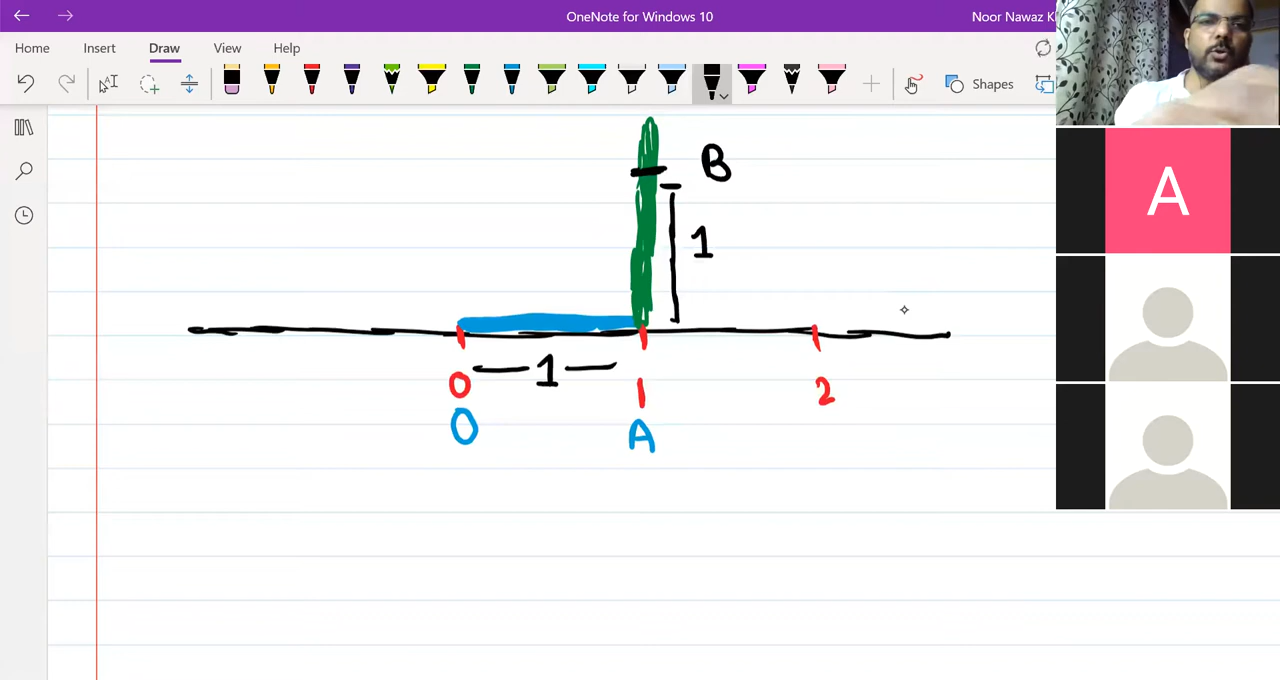 OneNote for Windows 10
Noor Nawaz K
Home Insert Draw View Help
Shapes
B
1
1
0 1 2
O A
A